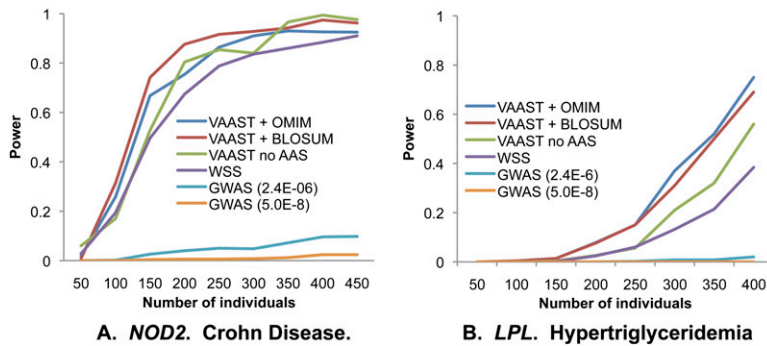 1
0.8
0.6
0.4
0.2
0
Power
VAAST + OMIM
VAAST + BLOSUM
VAAST no AAS
WSS
GWAS (2.4E-06)
GWAS (5.0E-8)
50 100 150 200 250 300 350 400 450
Number of individuals
A. NOD2. Crohn Disease.
1
0.8
0.6
0.4
0.2
0
Power
VAAST + OMIM
VAAST + BLOSUM
VAAST no AAS
WSS
GWAS (2.4E-6)
GWAS (5.0E-8)
50 100 150 200 250 300 350 400
Number of individuals
B. LPL. Hypertriglyceridemia